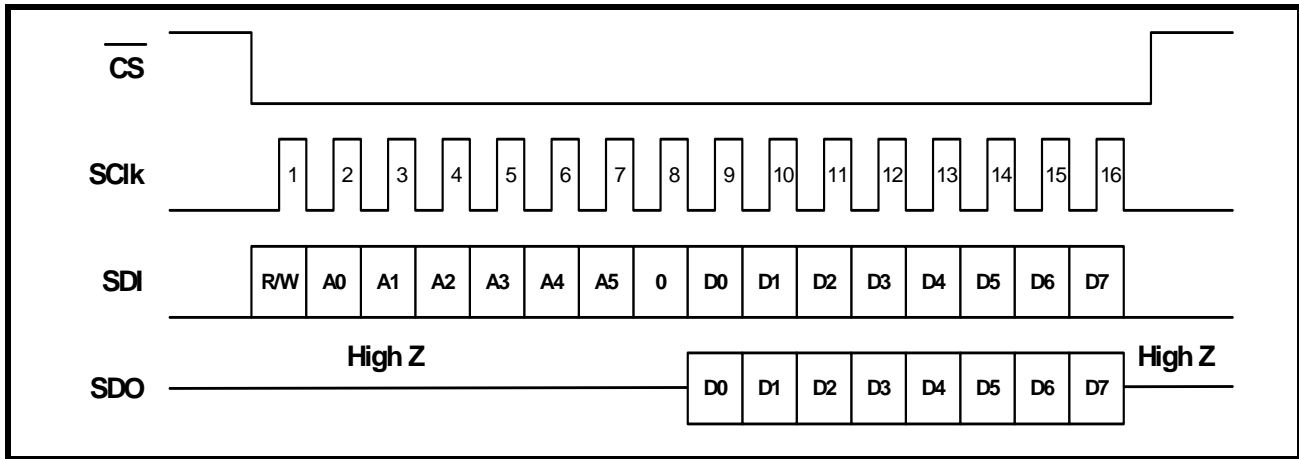 CS
SClk 1 2 3 4 5 6 7 8 9 10 11 12 13 14 15 16
SDI R/W A0 A1 A2 A3 A4 A5 0 D0 D1 D2 D3 D4 D5 D6 D7
High Z High Z
SDO D0 D1 D2 D3 D4 D5 D6 D7